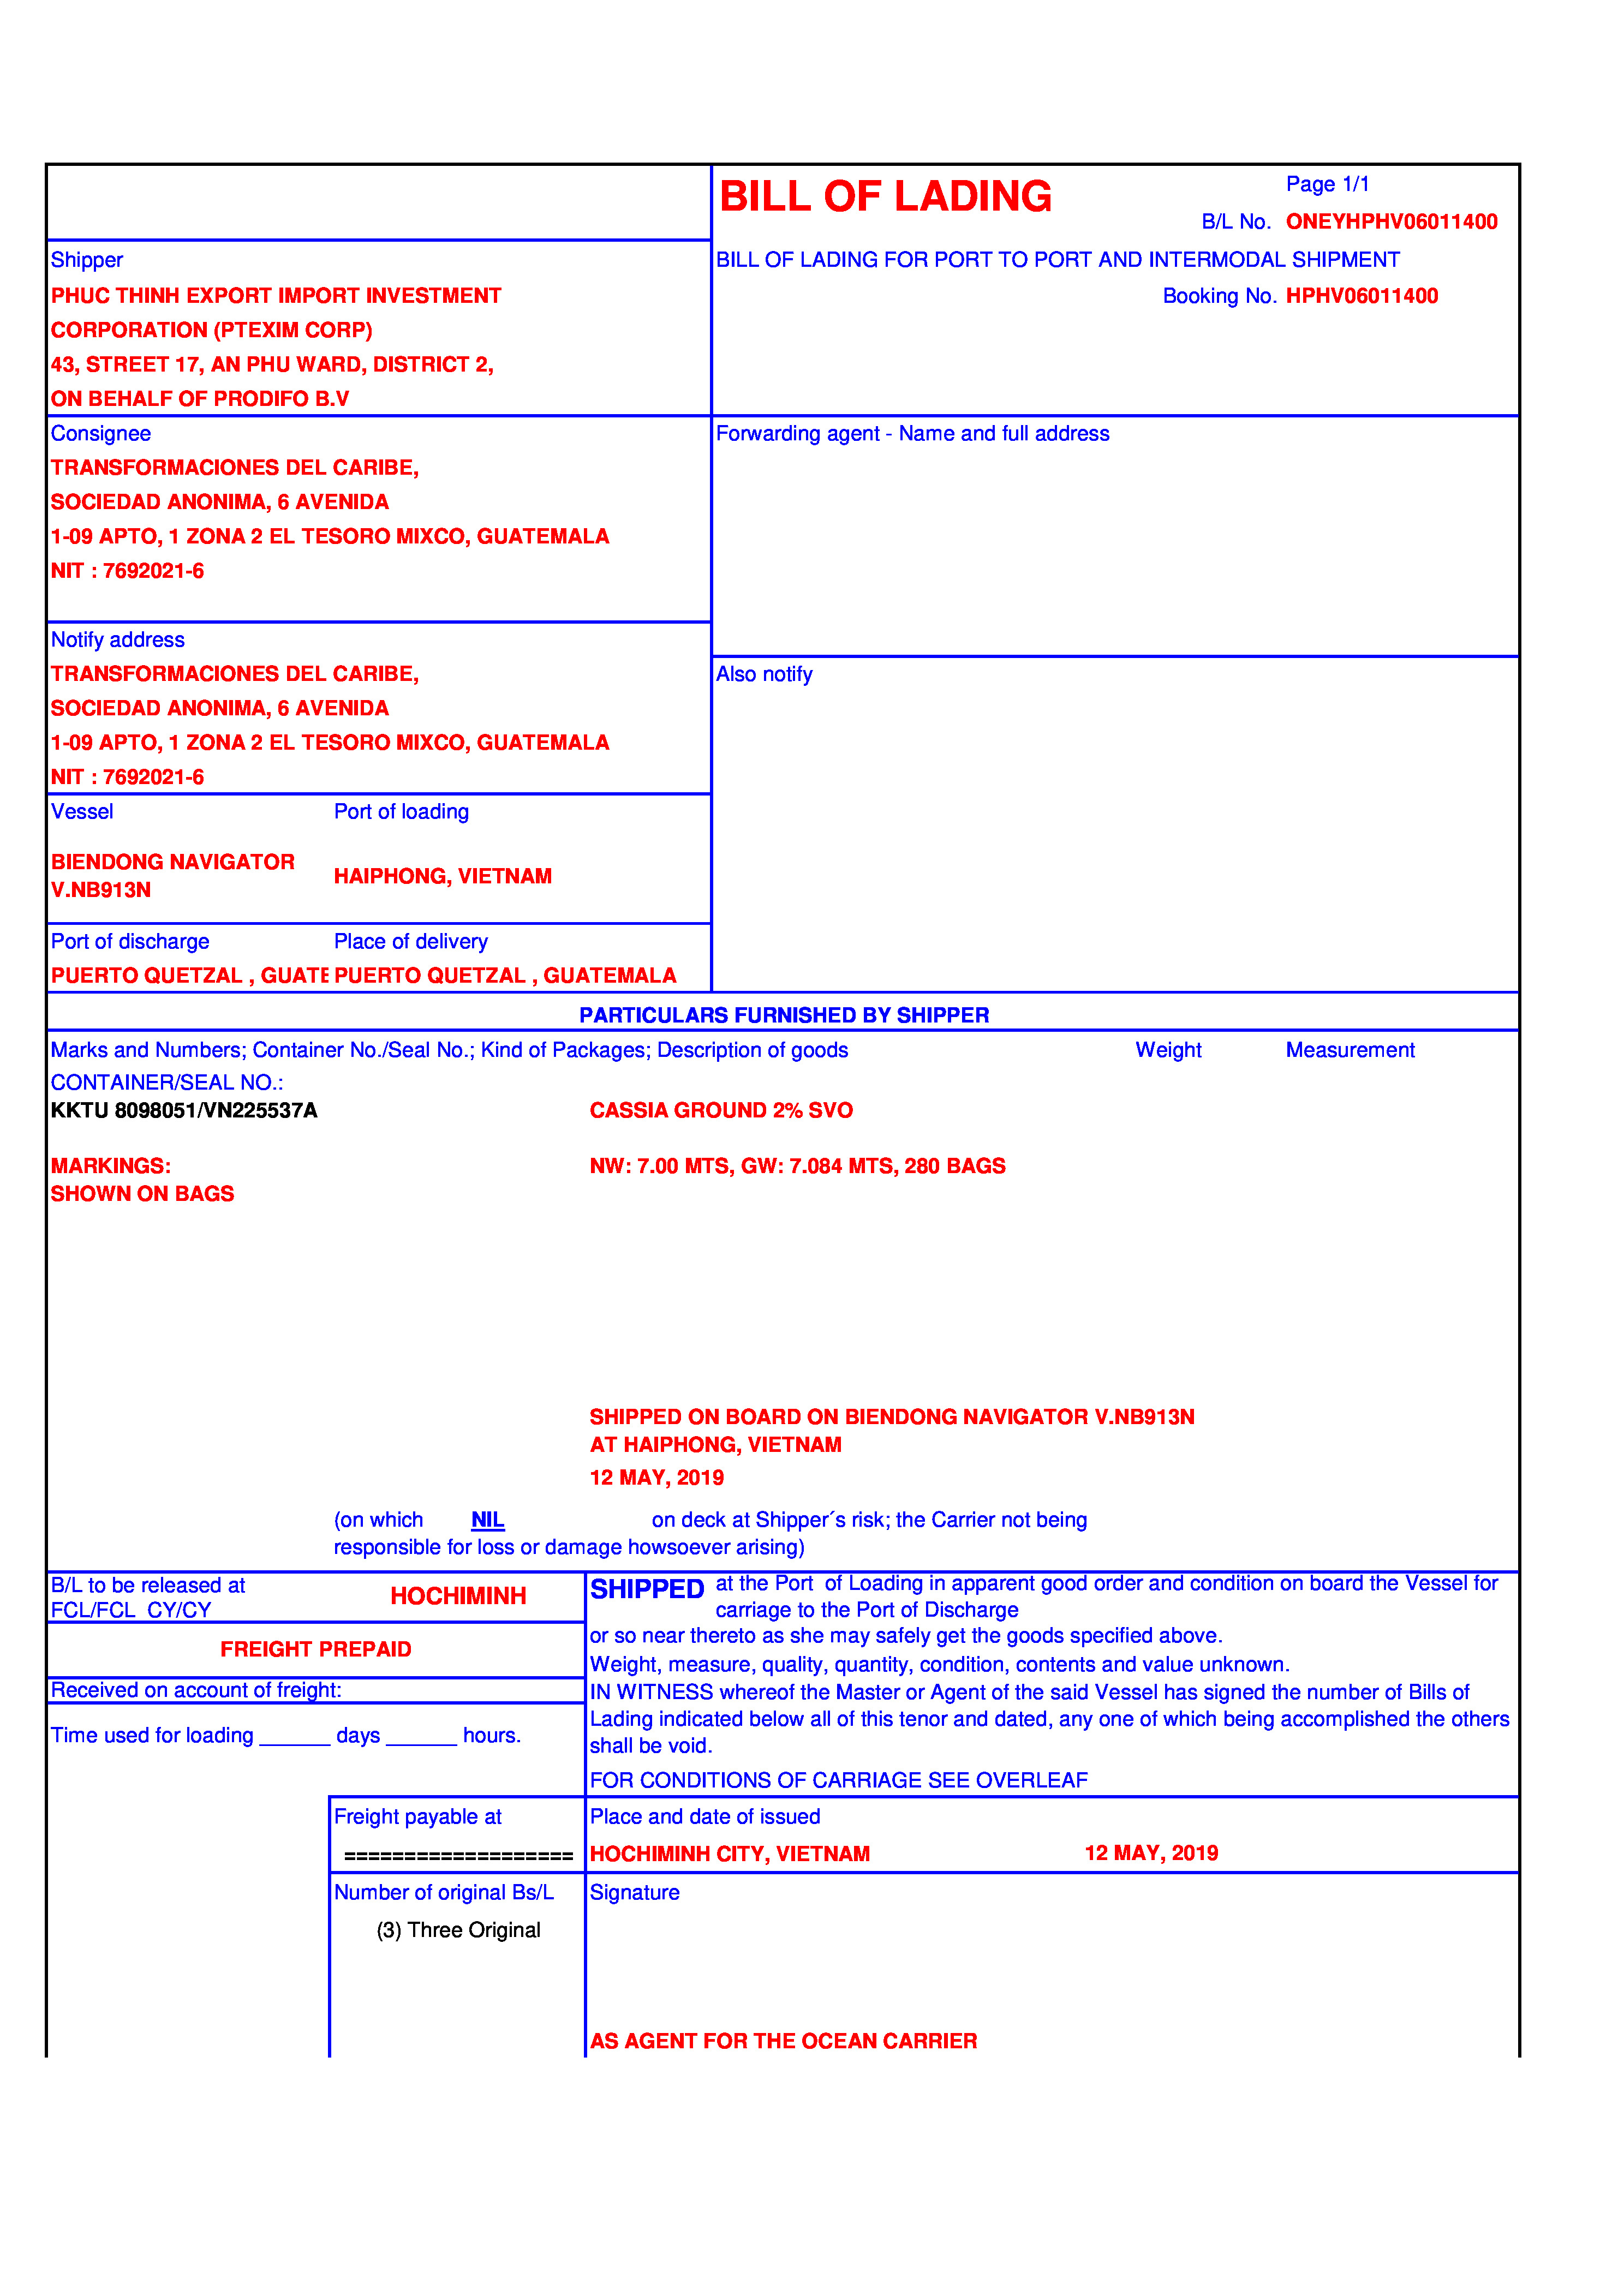 BILL OF LADING
Page 1/1
B/L No. ONEYHPHV06011400
Shipper
PHUC THINH EXPORT IMPORT INVESTMENT
CORPORATION (PTEXIM CORP)
43, STREET 17, AN PHU WARD, DISTRICT 2,
ON BEHALF OF PRODIFO B.V
BILL OF LADING FOR PORT TO PORT AND INTERMODAL SHIPMENT
Booking No. HPHV06011400
Consignee
TRANSFORMACIONES DEL CARIBE,
SOCIEDAD ANONIMA, 6 AVENIDA
1-09 APTO, 1 ZONA 2 EL TESORO MIXCO, GUATEMALA
NIT : 7692021-6
Forwarding agent - Name and full address
Notify address
TRANSFORMACIONES DEL CARIBE,
SOCIEDAD ANONIMA, 6 AVENIDA
1-09 APTO, 1 ZONA 2 EL TESORO MIXCO, GUATEMALA
NIT : 7692021-6
Also notify
Vessel Port of loading
BIENDONG NAVIGATOR
V.NB913N
HAIPHONG, VIETNAM
Port of discharge Place of delivery
PUERTO QUETZAL , GUATE PUERTO QUETZAL , GUATEMALA
PARTICULARS FURNISHED BY SHIPPER
Marks and Numbers; Container No./Seal No.; Kind of Packages; Description of goods Weight Measurement
CONTAINER/SEAL NO.:
KKTU 8098051/VN225537A CASSIA GROUND 2% SVO
MARKINGS: NW: 7.00 MTS, GW: 7.084 MTS, 280 BAGS
SHOWN ON BAGS
SHIPPED ON BOARD ON BIENDONG NAVIGATOR V.NB913N
AT HAIPHONG, VIETNAM
12 MAY, 2019
(on which NIL on deck at Shipper´s risk; the Carrier not being
responsible for loss or damage howsoever arising)
B/L to be released at
FCL/FCL CY/CY
HOCHIMINH
FREIGHT PREPAID
Received on account of freight:
Time used for loading ______ days ______ hours.
SHIPPED at the Port of Loading in apparent good order and condition on board the Vessel for
carriage to the Port of Discharge
or so near thereto as she may safely get the goods specified above.
Weight, measure, quality, quantity, condition, contents and value unknown.
IN WITNESS whereof the Master or Agent of the said Vessel has signed the number of Bills of
Lading indicated below all of this tenor and dated, any one of which being accomplished the others
shall be void.
FOR CONDITIONS OF CARRIAGE SEE OVERLEAF
Freight payable at
===================
Place and date of issued
HOCHIMINH CITY, VIETNAM 12 MAY, 2019
Number of original Bs/L
(3) Three Original
Signature
AS AGENT FOR THE OCEAN CARRIER